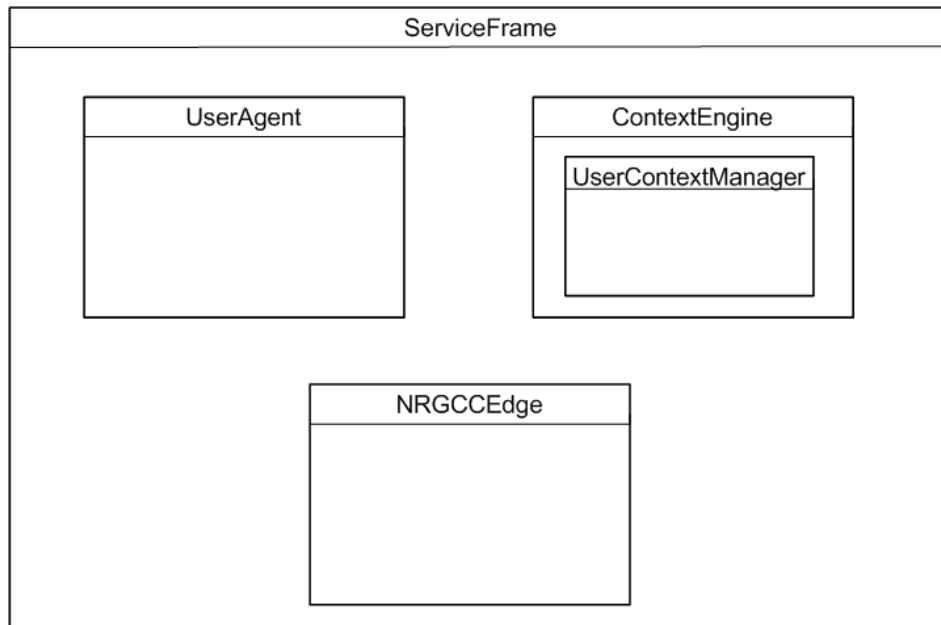 ServiceFrame
UserAgent
ContextEngine
UserContextManager
NRGCCEdge